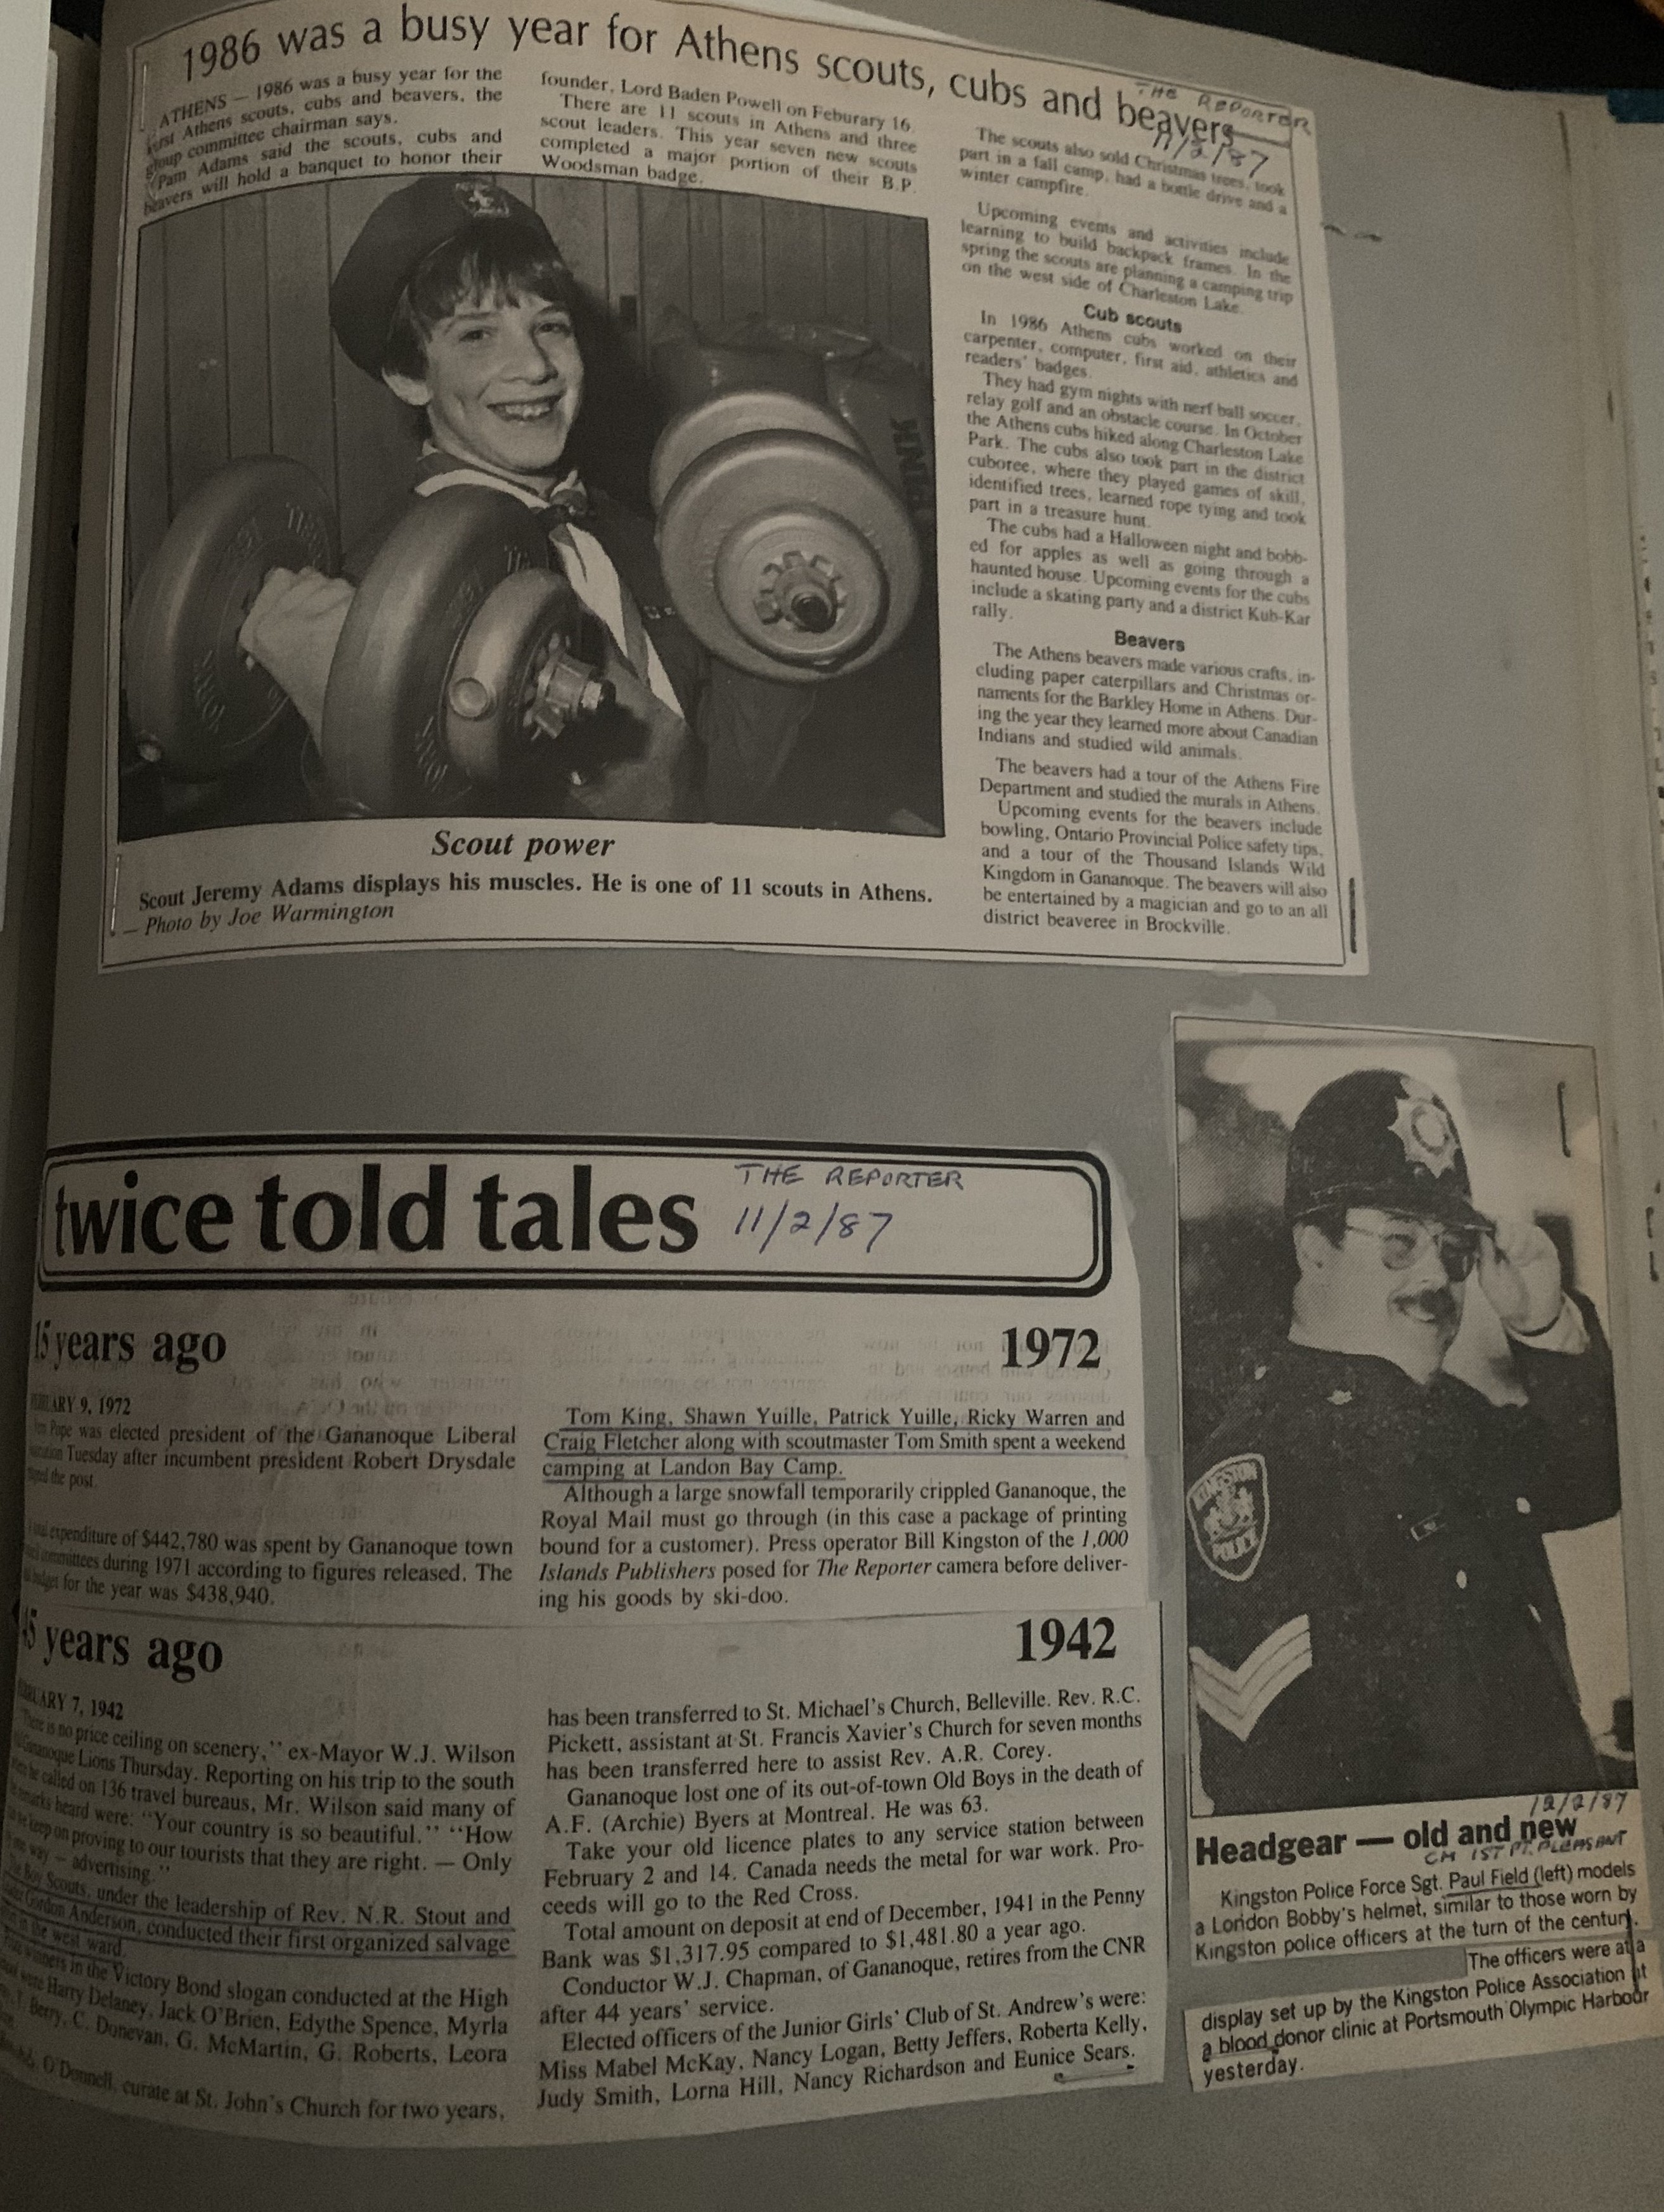 1986 was a busy year for Athens scouts, cubs and beavers
THE REPORTER
11/2/87
ATHENS — 1986 was a busy year for the
first Athens scouts, cubs and beavers, the
group committee chairman says.
Pam Adams said the scouts, cubs and
beavers will hold a banquet to honor their
founder, Lord Baden Powell on Feburary 16.
There are 11 scouts in Athens and three
scout leaders. This year seven new scouts
completed a major portion of their B.P.
Woodsman badge.
The scouts also sold Christmas trees, took
part in a fall camp, had a bottle drive and a
winter campfire.
Upcoming events and activities include
learning to build backpack frames. In the
spring the scouts are planning a camping trip
on the west side of Charleston Lake.
Cub scouts
In 1986 Athens cubs worked on their
carpenter, computer, first aid, athletics and
readers' badges.
They had gym nights with nerf ball soccer,
relay golf and an obstacle course. In October
the Athens cubs hiked along Charleston Lake
Park. The cubs also took part in the district
cuboree, where they played games of skill,
identified trees, learned rope tying and took
part in a treasure hunt.
The cubs had a Halloween night and bobb-
ed for apples as well as going through a
haunted house. Upcoming events for the cubs
include a skating party and a district Kub-Kar
rally.
Beavers
The Athens beavers made various crafts, in-
cluding paper caterpillars and Christmas or-
naments for the Barkley Home in Athens. Dur-
ing the year they learned more about Canadian
Indians and studied wild animals.
The beavers had a tour of the Athens Fire
Department and studied the murals in Athens.
Upcoming events for the beavers include
bowling, Ontario Provincial Police safety tips,
and a tour of the Thousand Islands Wild
Kingdom in Gananoque. The beavers will also
be entertained by a magician and go to an all
district beaveree in Brockville.
Scout power
Scout Jeremy Adams displays his muscles. He is one of 11 scouts in Athens.
— Photo by Joe Warmington
twice told tales
THE REPORTER
11/2/87
15 years ago
1972
FEBRUARY 9, 1972
Pope was elected president of the Gananoque Liberal
Tuesday after incumbent president Robert Drysdale
the post.
expenditure of $442,780 was spent by Gananoque town
committees during 1971 according to figures released. The
budget for the year was $438,940.
Tom King, Shawn Yuille, Patrick Yuille, Ricky Warren and
Craig Fletcher along with scoutmaster Tom Smith spent a weekend
camping at Landon Bay Camp.
Although a large snowfall temporarily crippled Gananoque, the
Royal Mail must go through (in this case a package of printing
bound for a customer). Press operator Bill Kingston of the 1,000
Islands Publishers posed for The Reporter camera before deliver-
ing his goods by ski-doo.
45 years ago
1942
FEBRUARY 7, 1942
There is no price ceiling on scenery,'' ex-Mayor W.J. Wilson
Gananoque Lions Thursday. Reporting on his trip to the south
he called on 136 travel bureaus, Mr. Wilson said many of
remarks heard were: ''Your country is so beautiful.'' ''How
keep on proving to our tourists that they are right. — Only
way — advertising.''
Boy Scouts, under the leadership of Rev. N.R. Stout and
Gordon Anderson, conducted their first organized salvage
in the west ward.
winners in the Victory Bond slogan conducted at the High
were Harry Delaney, Jack O'Brien, Edythe Spence, Myrla
Berry, C. Donevan, G. McMartin, G. Roberts, Leora
O'Donnell, curate at St. John's Church for two years,
has been transferred to St. Michael's Church, Belleville. Rev. R.C.
Pickett, assistant at St. Francis Xavier's Church for seven months
has been transferred here to assist Rev. A.R. Corey.
Gananoque lost one of its out-of-town Old Boys in the death of
A.F. (Archie) Byers at Montreal. He was 63.
Take your old licence plates to any service station between
February 2 and 14. Canada needs the metal for war work. Pro-
ceeds will go to the Red Cross.
Total amount on deposit at end of December, 1941 in the Penny
Bank was $1,317.95 compared to $1,481.80 a year ago.
Conductor W.J. Chapman, of Gananoque, retires from the CNR
after 44 years' service.
Elected officers of the Junior Girls' Club of St. Andrew's were:
Miss Mabel McKay, Nancy Logan, Betty Jeffers, Roberta Kelly,
Judy Smith, Lorna Hill, Nancy Richardson and Eunice Sears.
KINGSTON
POLICE
12/2/87
Headgear — old and new
CM 1ST PT. PLEASANT
Kingston Police Force Sgt. Paul Field (left) models
a London Bobby's helmet, similar to those worn by
Kingston police officers at the turn of the century.
The officers were at a
display set up by the Kingston Police Association at
a blood donor clinic at Portsmouth Olympic Harbour
yesterday.